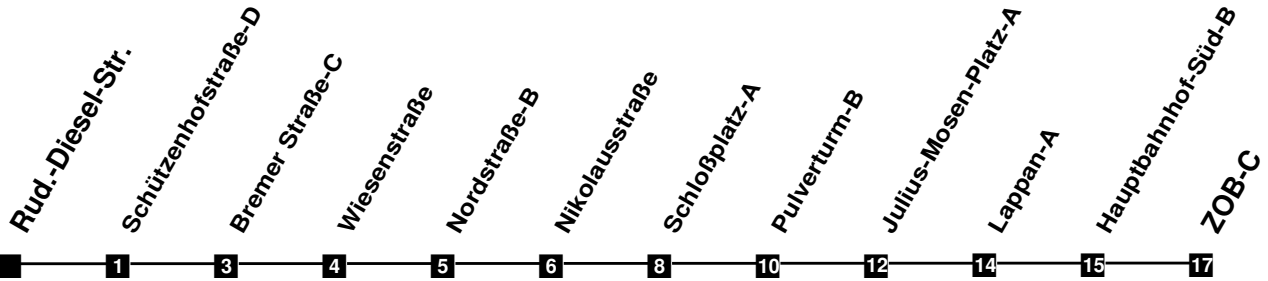 Rud.-Diesel-Str.
Schützenhofstraße-D
Bremer Straße-C
Wiesenstraße
Nordstraße-B
Nikolausstraße
Schloßplatz-A
Pulverturm-B
Julius-Mosen-Platz-A
Lappan-A
Hauptbahnhof-Süd-B
ZOB-C
1 3 4 5 6 8 10 12 14 15 17